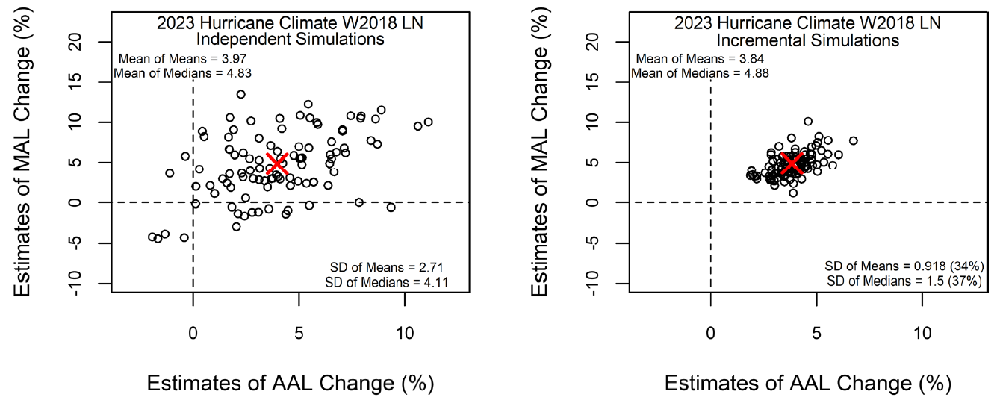 2023 Hurricane Climate W2018 LN
Independent Simulations
Mean of Means = 3.97
Mean of Medians = 4.83
SD of Means = 2.71
SD of Medians = 4.11
Estimates of MAL Change (%)
20
15
10
5
0
-5
-10
0 5 10
Estimates of AAL Change (%)
2023 Hurricane Climate W2018 LN
Incremental Simulations
Mean of Means = 3.84
Mean of Medians = 4.88
SD of Means = 0.918 (34%)
SD of Medians = 1.5 (37%)
Estimates of MAL Change (%)
20
15
10
5
0
-5
-10
0 5 10
Estimates of AAL Change (%)